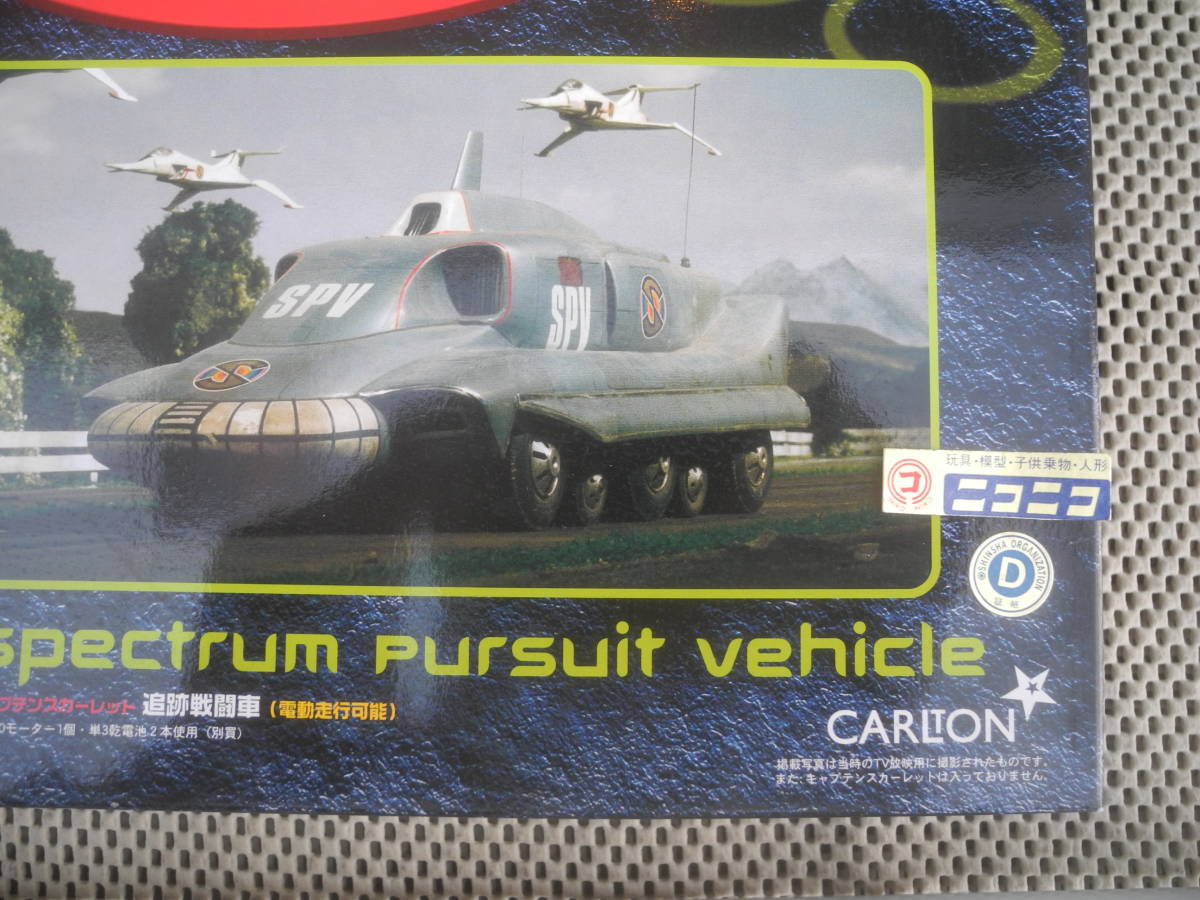 SPV
SPV
玩具・模型・子供乗物・人形
コ
ニコニコ
SHINSHA ORGANIZATION
D
証紙
spectrum pursuit vehicle
プテンスカーレット 追跡戦闘車 (電動走行可能)
0モーター1個・単3乾電池2本使用（別買）
CARLTON
掲載写真は当時のTV放映用に撮影されたものです。
また、キャプテンスカーレットは入っておりません。